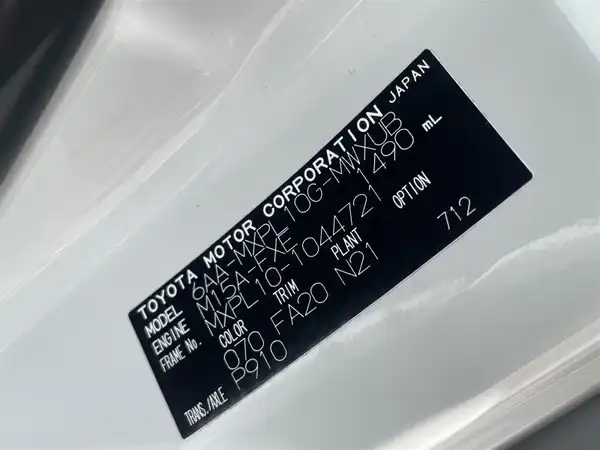 TOYOTA MOTOR CORPORATION JAPAN
MODEL 6AA-MXPL10G-MWXUB
ENGINE M15A-FXE 1490 mL
FRAME No. MXPL10-1044721
COLOR TRIM PLANT OPTION
070 FA20 N21 712
TRANS./AXLE P910